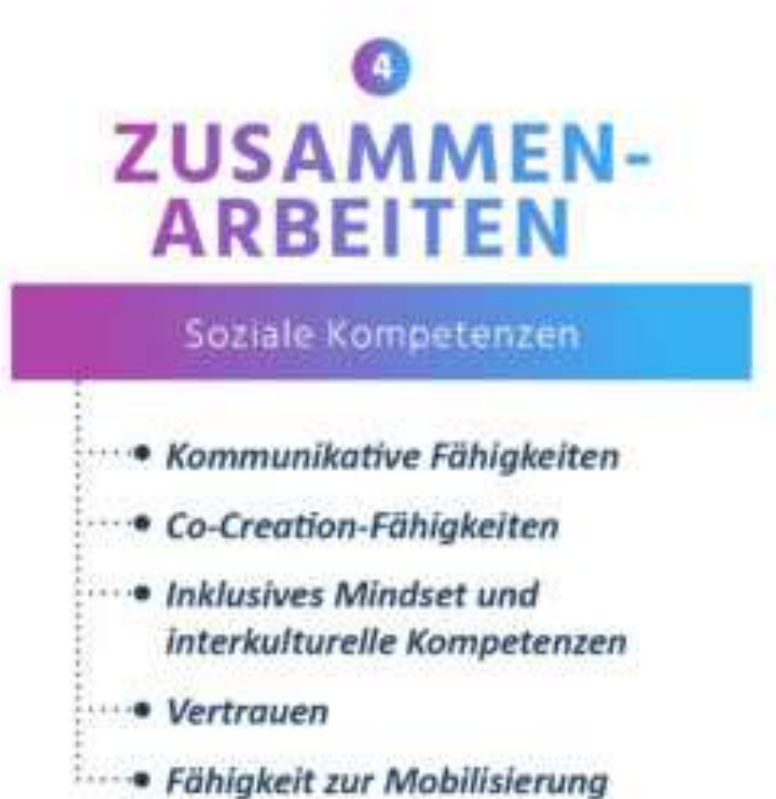 4
ZUSAMMEN-
ARBEITEN
Soziale Kompetenzen
Kommunikative Fähigkeiten
Co-Creation-Fähigkeiten
Inklusives Mindset und
interkulturelle Kompetenzen
Vertrauen
Fähigkeit zur Mobilisierung